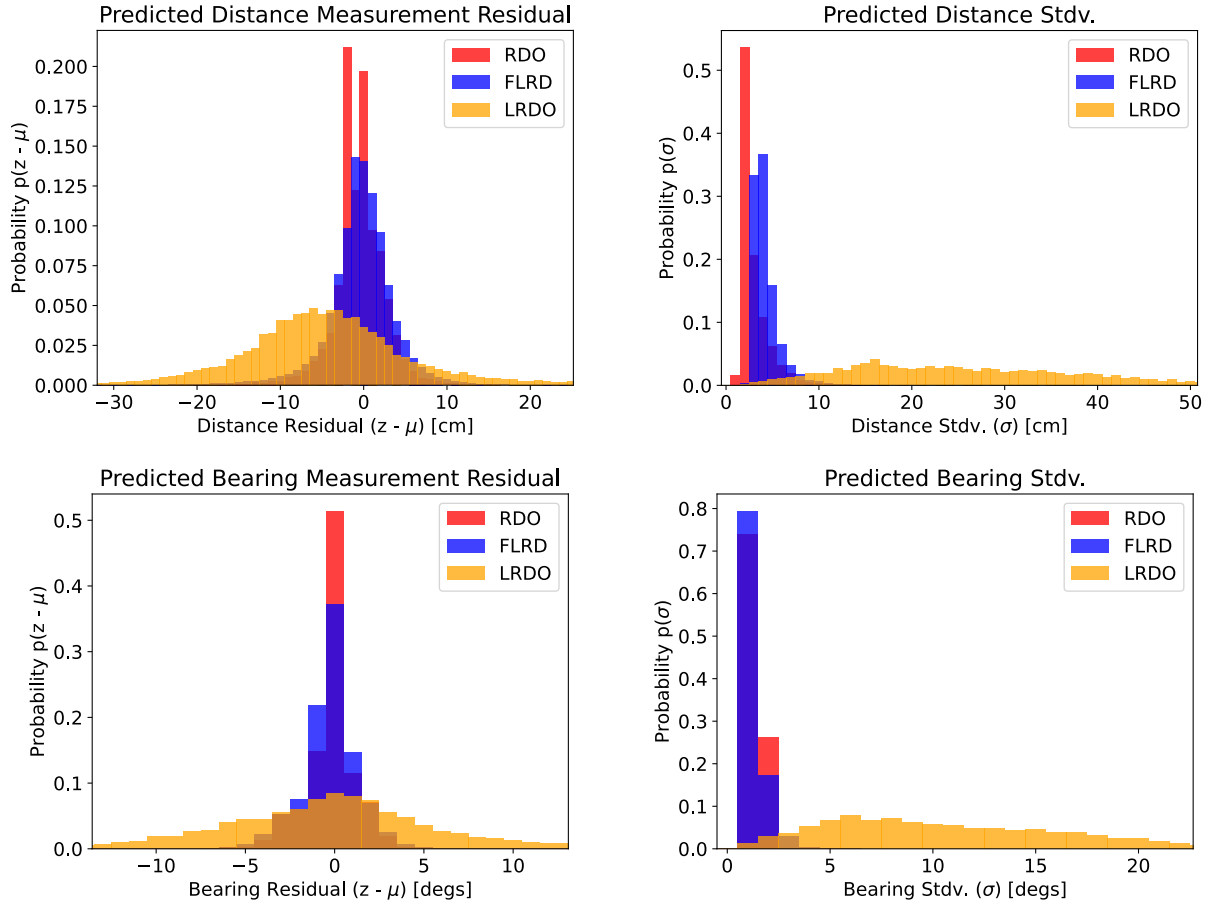 Predicted Distance Measurement Residual
Probability p(z - μ)
0.200
0.175
0.150
0.125
0.100
0.075
0.050
0.025
0.000
RDO
FLRD
LRDO
−30 −20 −10 0 10 20
Distance Residual (z - μ) [cm]
Predicted Distance Stdv.
Probability p(σ)
0.5
0.4
0.3
0.2
0.1
0.0
RDO
FLRD
LRDO
0 10 20 30 40 50
Distance Stdv. (σ) [cm]
Predicted Bearing Measurement Residual
Probability p(z - μ)
0.5
0.4
0.3
0.2
0.1
0.0
RDO
FLRD
LRDO
−10 −5 0 5 10
Bearing Residual (z - μ) [degs]
Predicted Bearing Stdv.
Probability p(σ)
0.8
0.7
0.6
0.5
0.4
0.3
0.2
0.1
0.0
RDO
FLRD
LRDO
0 5 10 15 20
Bearing Stdv. (σ) [degs]